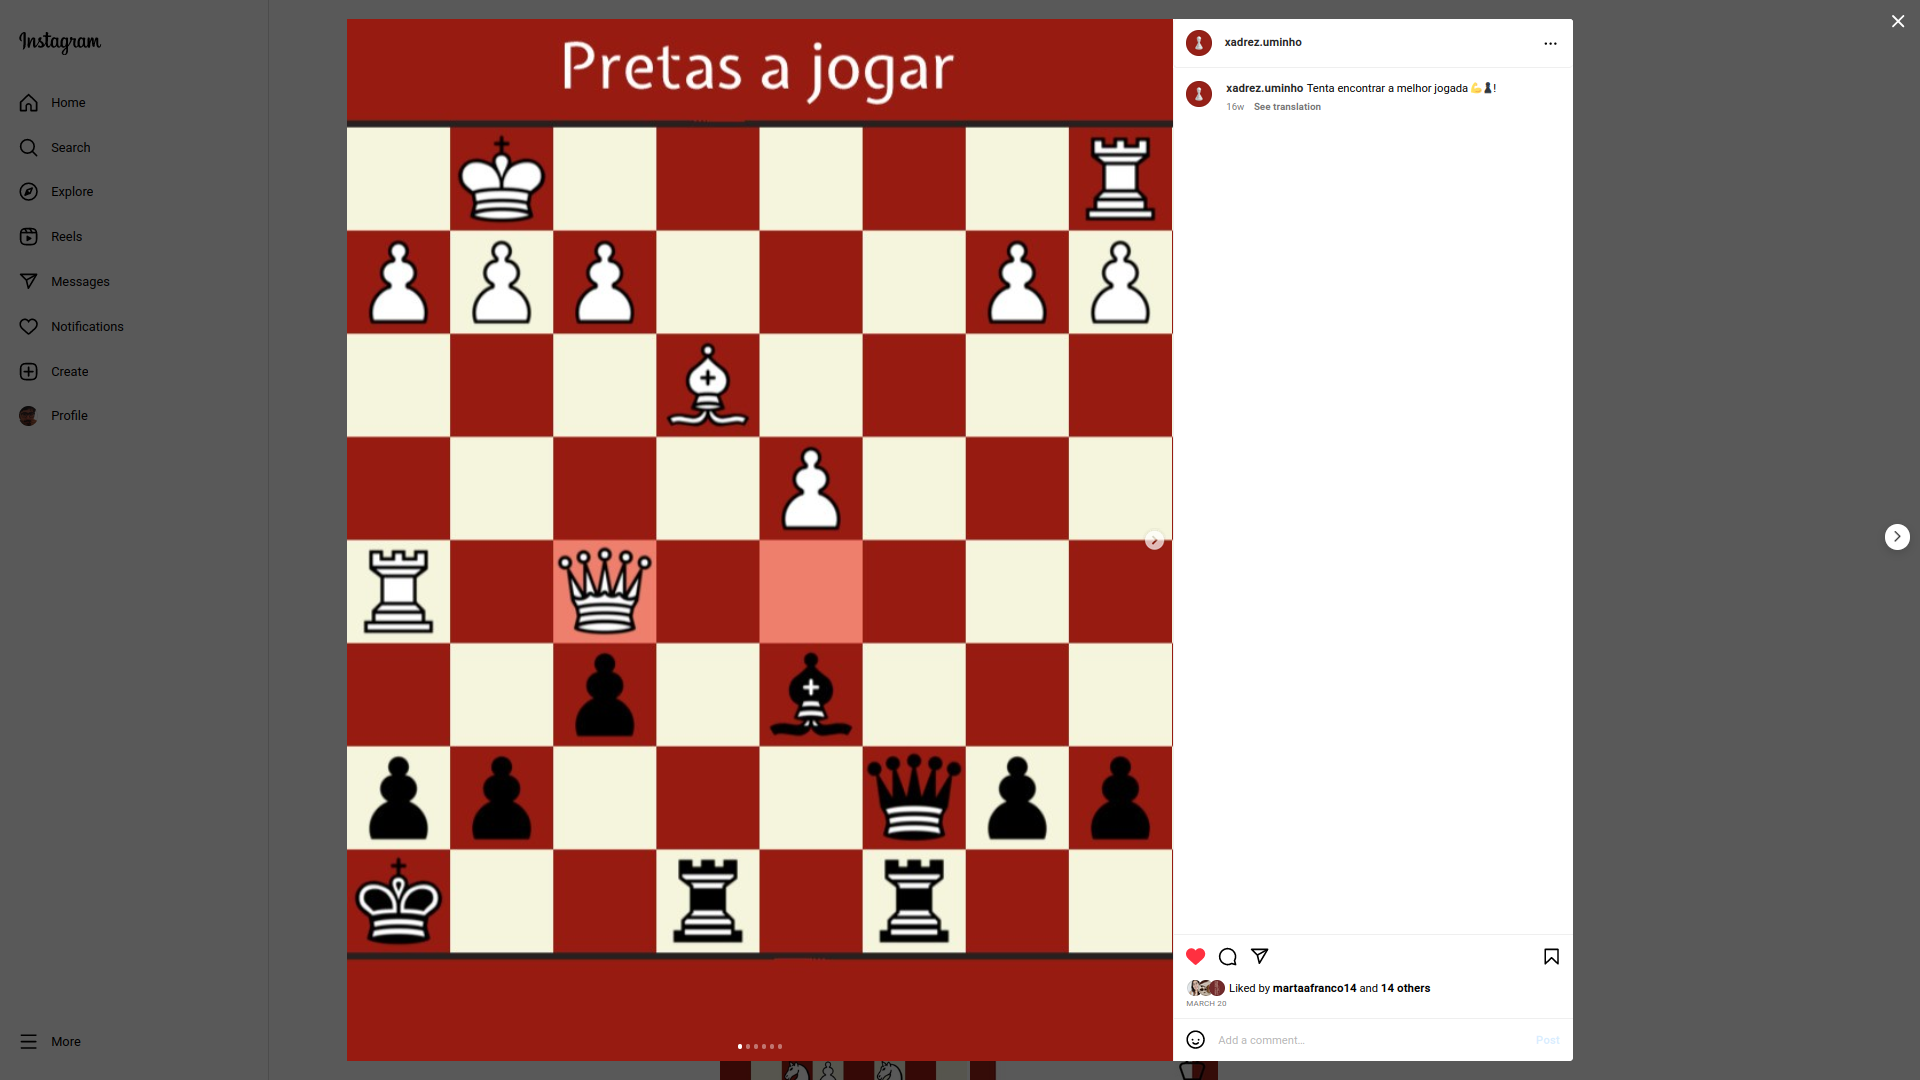 Instagram
Home
Search
Explore
Reels
Messages
Notifications
Create
Profile
More
Pretas a jogar
xadrez.uminho
xadrez.uminho Tenta encontrar a melhor jogada 💪♟️!
16w See translation
Liked by martaafranco14 and 14 others
MARCH 20
Add a comment...
Post